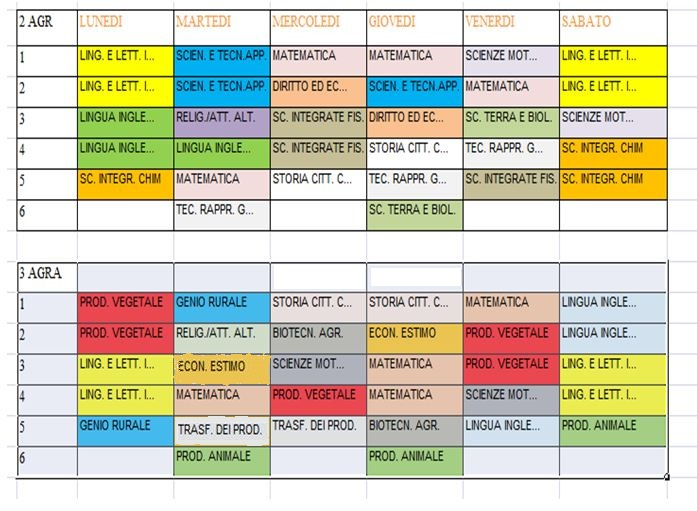 2 AGR LUNEDI MARTEDI MERCOLEDI GIOVEDI VENERDI SABATO
1 LING. E LETT. I... SCIEN. E TECN.APP. MATEMATICA MATEMATICA SCIENZE MOT... LING. E LETT. I...
2 LING. E LETT. I... SCIEN. E TECN.APP. DIRITTO ED EC... SCIEN. E TECN.APP. MATEMATICA LING. E LETT. I...
3 LINGUA INGLE... RELIG./ATT. ALT. SC. INTEGRATE FIS. DIRITTO ED EC... SC. TERRA E BIOL. SCIENZE MOT...
4 LINGUA INGLE... LINGUA INGLE... SC. INTEGRATE FIS. STORIA CITT. C... TEC. RAPPR. G... SC. INTEGR. CHIM
5 SC. INTEGR. CHIM MATEMATICA STORIA CITT. C... TEC. RAPPR. G... SC. INTEGRATE FIS. SC. INTEGR. CHIM
6 TEC. RAPPR. G... SC. TERRA E BIOL.
3 AGRA
1 PROD. VEGETALE GENIO RURALE STORIA CITT. C... STORIA CITT. C... MATEMATICA LINGUA INGLE...
2 PROD. VEGETALE RELIG./ATT. ALT. BIOTECN. AGR. ECON. ESTIMO PROD. VEGETALE LINGUA INGLE...
3 LING. E LETT. I... ECON. ESTIMO SCIENZE MOT... MATEMATICA PROD. VEGETALE LING. E LETT. I...
4 LING. E LETT. I... MATEMATICA PROD. VEGETALE MATEMATICA SCIENZE MOT... LING. E LETT. I...
5 GENIO RURALE TRASF. DEI PROD. TRASF. DEI PROD. BIOTECN. AGR. LINGUA INGLE... PROD. ANIMALE
6 PROD. ANIMALE PROD. ANIMALE